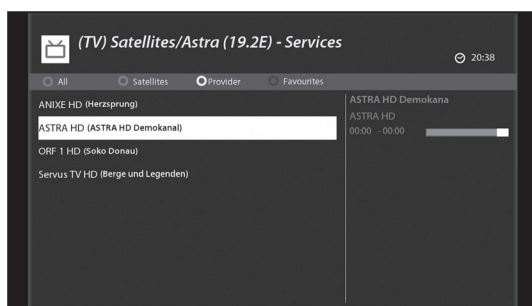 (TV) Satellites/Astra (19.2E) - Services
20:38
All Satellites Provider Favourites
ANIXE HD (Herzsprung)
ASTRA HD (ASTRA HD Demokanal)
ORF 1 HD (Soko Donau)
Servus TV HD (Berge und Legenden)
ASTRA HD Demokana
ASTRA HD
00:00 - 00:00